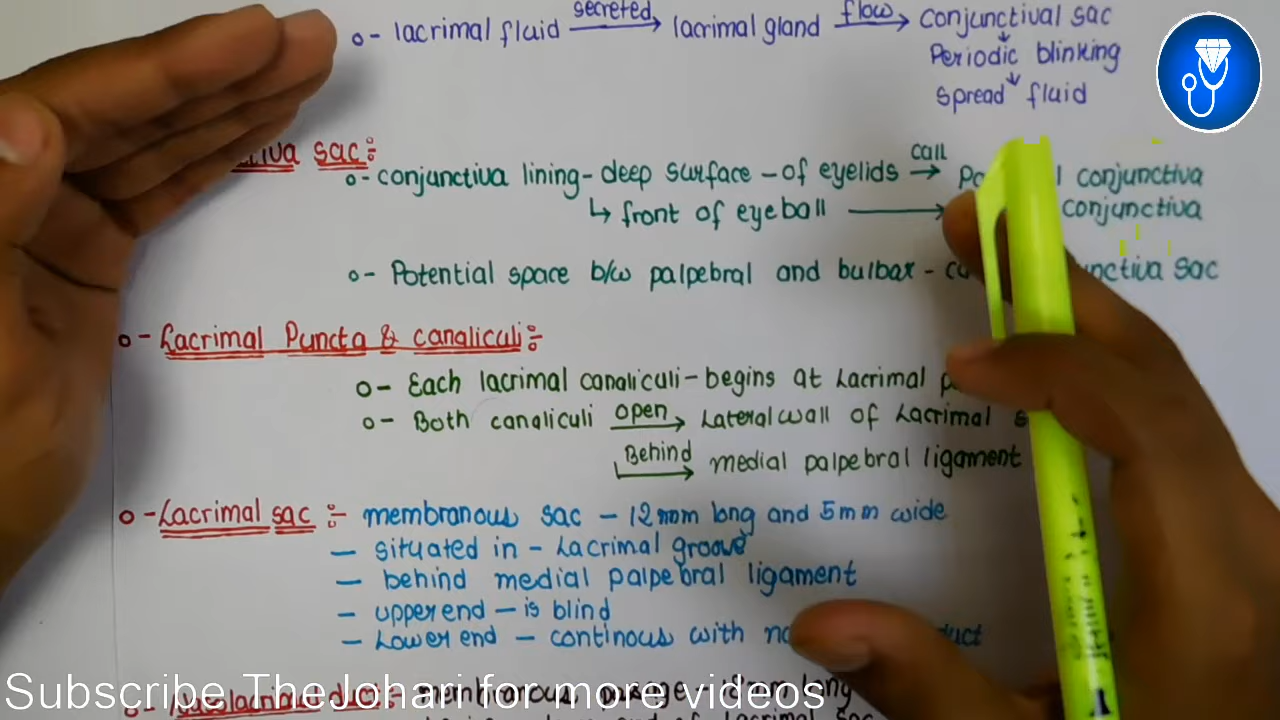 o- lacrimal fluid secreted → lacrimal gland flow → conjunctival sac
↓
Periodic blinking
↓
spread fluid
sac :-
o- conjunctiva lining - deep surface - of eyelids call → conjunctiva
↳ front of eyeball → conjunctiva
o- Potential space b/w palpebral and bulbar - sac
o- Lacrimal Puncta & canaliculi :-
o- Each lacrimal canaliculi - begins at Lacrimal
o- Both canaliculi open → Lateral wall of Lacrimal
Behind → medial palpebral ligament
o- Lacrimal sac :- membranous sac - 12mm long and 5mm wide
- situated in - Lacrimal groove
- behind medial palpebral ligament
- upper end - is blind
- Lower end - continous with
Subscribe TheJohari for more videos